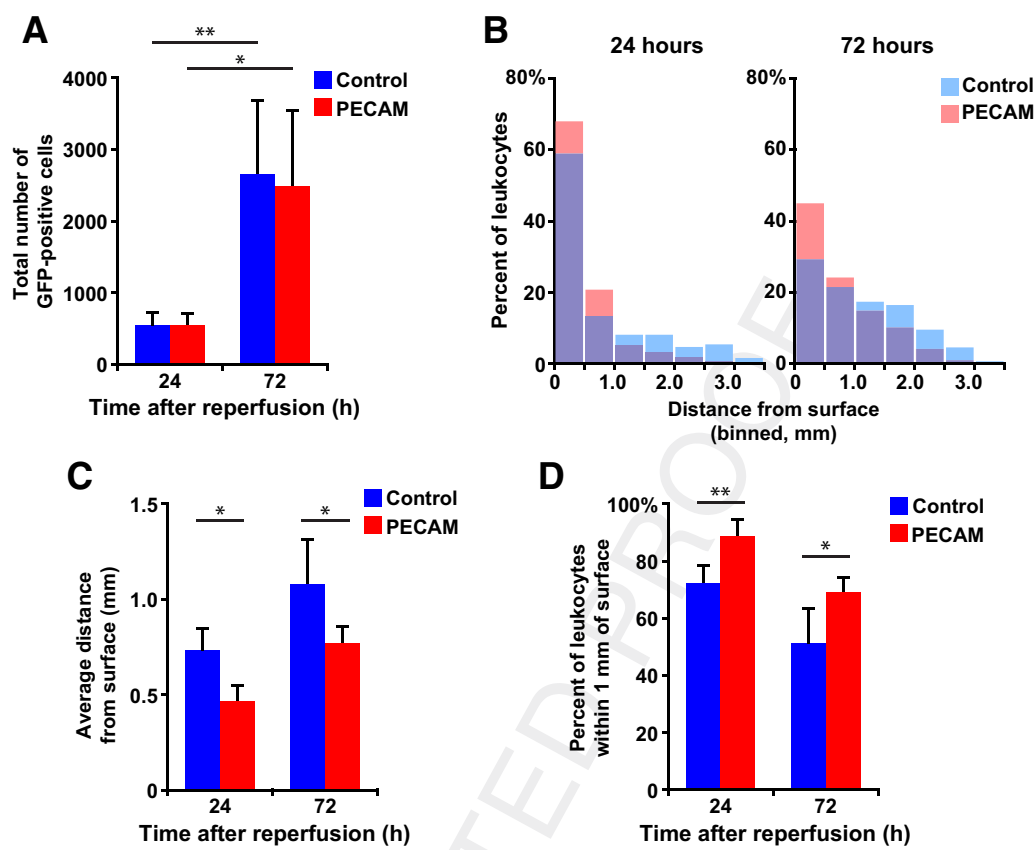 A
**
*
Control
PECAM
4000
3000
2000
1000
0
Total number of
GFP-positive cells
24
72
Time after reperfusion (h)
B
24 hours
72 hours
Control
PECAM
80%
60
40
20
0
Percent of leukocytes
0
1.0
2.0
3.0
80%
60
40
20
0
0
1.0
2.0
3.0
Distance from surface
(binned, mm)
C
Control
PECAM
*
*
1.5
1.0
0.5
0
Average distance
from surface (mm)
24
72
Time after reperfusion (h)
D
Control
PECAM
**
*
100%
80
60
40
20
0
Percent of leukocytes
within 1 mm of surface
24
72
Time after reperfusion (h)
TED PROOF